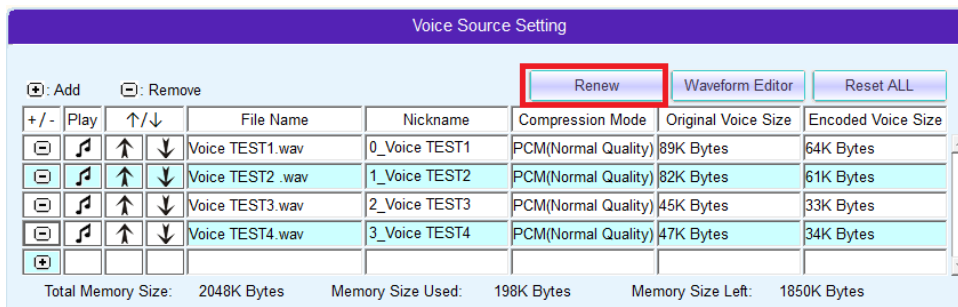 Voice Source Setting
+ : Add - : Remove Renew Waveform Editor Reset ALL
+ / - Play ↑/↓ File Name Nickname Compression Mode Original Voice Size Encoded Voice Size
- Voice TEST1.wav 0_Voice TEST1 PCM(Normal Quality) 89K Bytes 64K Bytes
- Voice TEST2 .wav 1_Voice TEST2 PCM(Normal Quality) 82K Bytes 61K Bytes
- Voice TEST3.wav 2_Voice TEST3 PCM(Normal Quality) 45K Bytes 33K Bytes
- Voice TEST4.wav 3_Voice TEST4 PCM(Normal Quality) 47K Bytes 34K Bytes
+
Total Memory Size: 2048K Bytes Memory Size Used: 198K Bytes Memory Size Left: 1850K Bytes